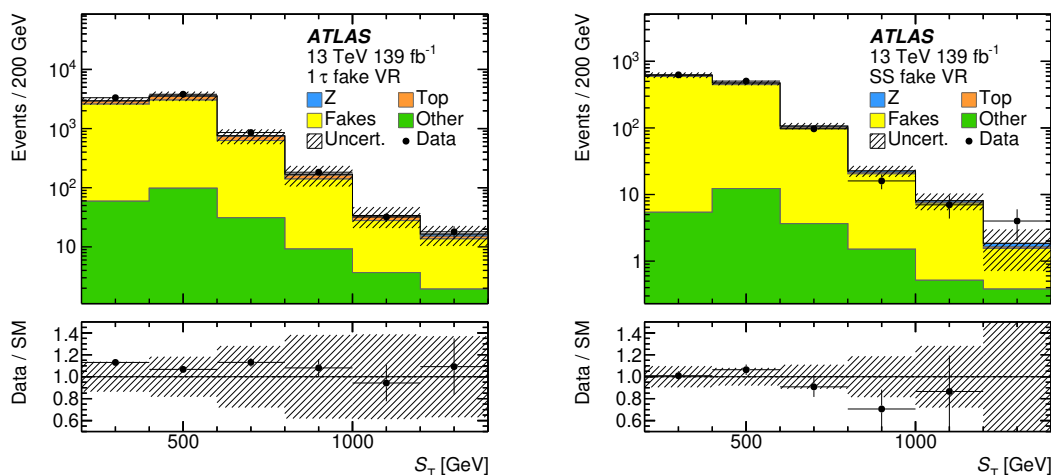 Events / 200 GeV
10⁴
10³
10²
10
ATLAS
13 TeV 139 fb⁻¹
1 τ fake VR
Z Top
Fakes Other
Uncert. Data
Data / SM
1.4
1.2
1.0
0.8
0.6
500 1000
S_T [GeV]
Events / 200 GeV
10³
10²
10
1
ATLAS
13 TeV 139 fb⁻¹
SS fake VR
Z Top
Fakes Other
Uncert. Data
Data / SM
1.4
1.2
1.0
0.8
0.6
500 1000
S_T [GeV]